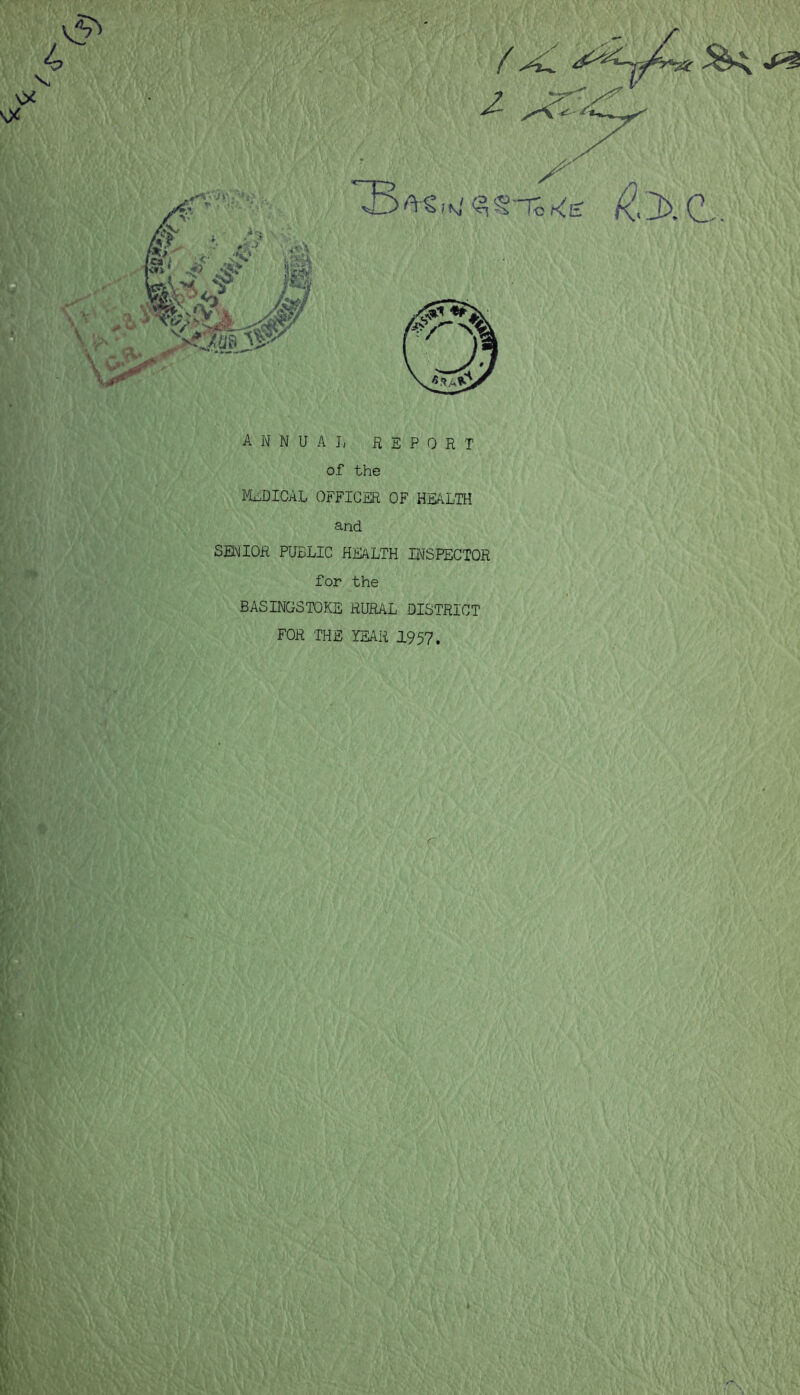 BASINGSTOKE R.D.C.
ANNUAL REPORT
of the
MEDICAL OFFICER OF HEALTH
and
SENIOR PUBLIC HEALTH INSPECTOR
for the
BASINGSTOKE RURAL DISTRICT
FOR THE YEAR 1957.